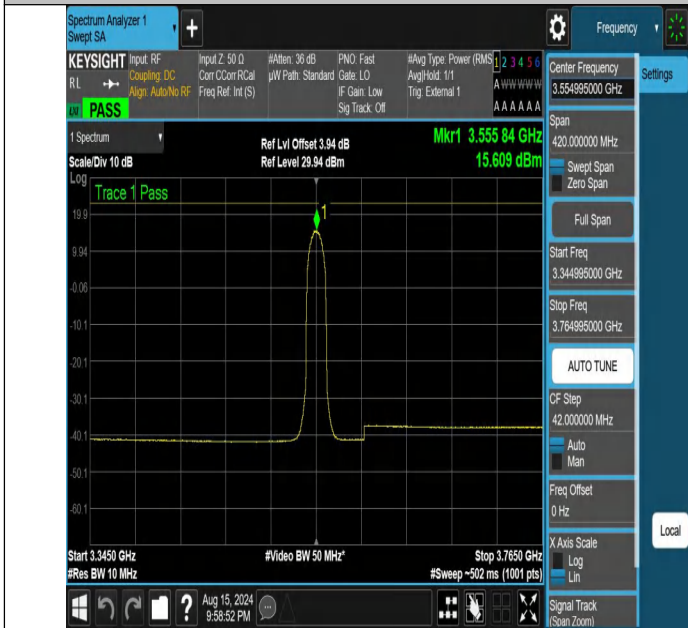 Spectrum Analyzer 1
Swept SA
+
Frequency
KEYSIGHT
RL
PASS
Input: RF
Coupling: DC
Align: Auto/No RF
Input Z: 50 Ω
Corr CCorr RCal
Freq Ref: Int (S)
#Atten: 36 dB
µW Path: Standard
PNO: Fast
Gate: LO
IF Gain: Low
Sig Track: Off
#Avg Type: Power (RMS
Avg|Hold: 1/1
Trig: External 1
1 2 3 4 5 6
A W W W W W
A A A A A A
1 Spectrum
Scale/Div 10 dB
Ref Lvl Offset 3.94 dB
Ref Level 29.94 dBm
Mkr1 3.555 84 GHz
15.609 dBm
Log
Trace 1 Pass
1
19.9
9.94
-0.06
-10.1
-20.1
-30.1
-40.1
-50.1
-60.1
Start 3.3450 GHz
#Res BW 10 MHz
#Video BW 50 MHz*
Stop 3.7650 GHz
#Sweep ~502 ms (1001 pts)
Center Frequency
3.554995000 GHz
Settings
Span
420.000000 MHz
Swept Span
Zero Span
Full Span
Start Freq
3.344995000 GHz
Stop Freq
3.764995000 GHz
AUTO TUNE
CF Step
42.000000 MHz
Auto
Man
Freq Offset
0 Hz
X Axis Scale
Log
Lin
Signal Track
(Span Zoom)
Local
?
Aug 15, 2024
9:58:52 PM